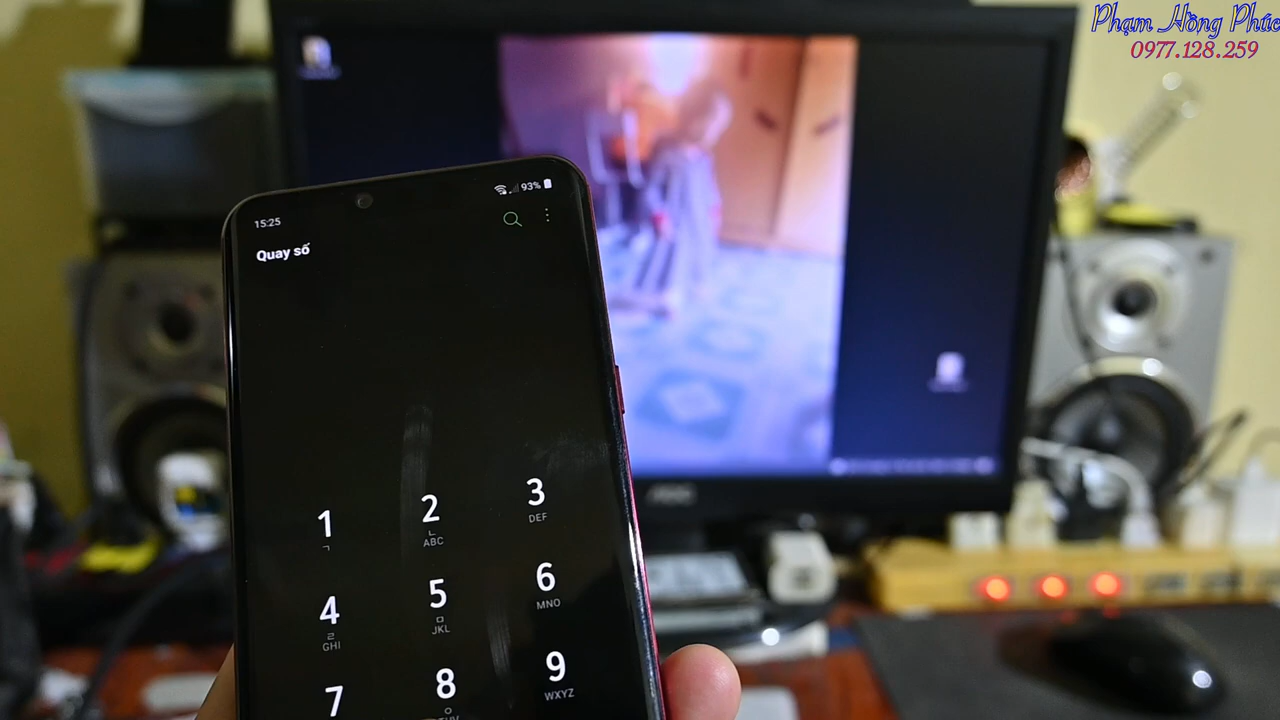 Phạm Hồng Phúc
0977.128.259
15:25
93%
Quay số
1 2 3
ㄱ ㄴ
ABC DEF
4 5 6
ㄹ ㅁ
GHI JKL MNO
7 8 9
ㅇ
WXYZ